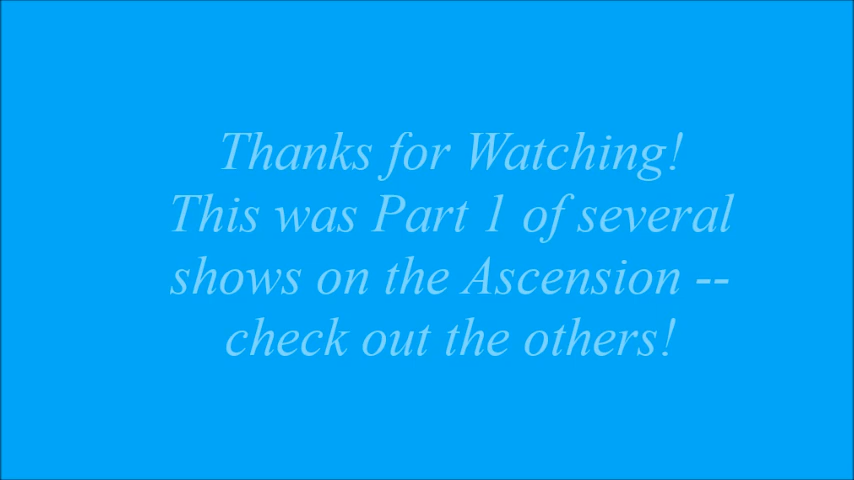 Thanks for Watching!
This was Part 1 of several
shows on the Ascension --
check out the others!